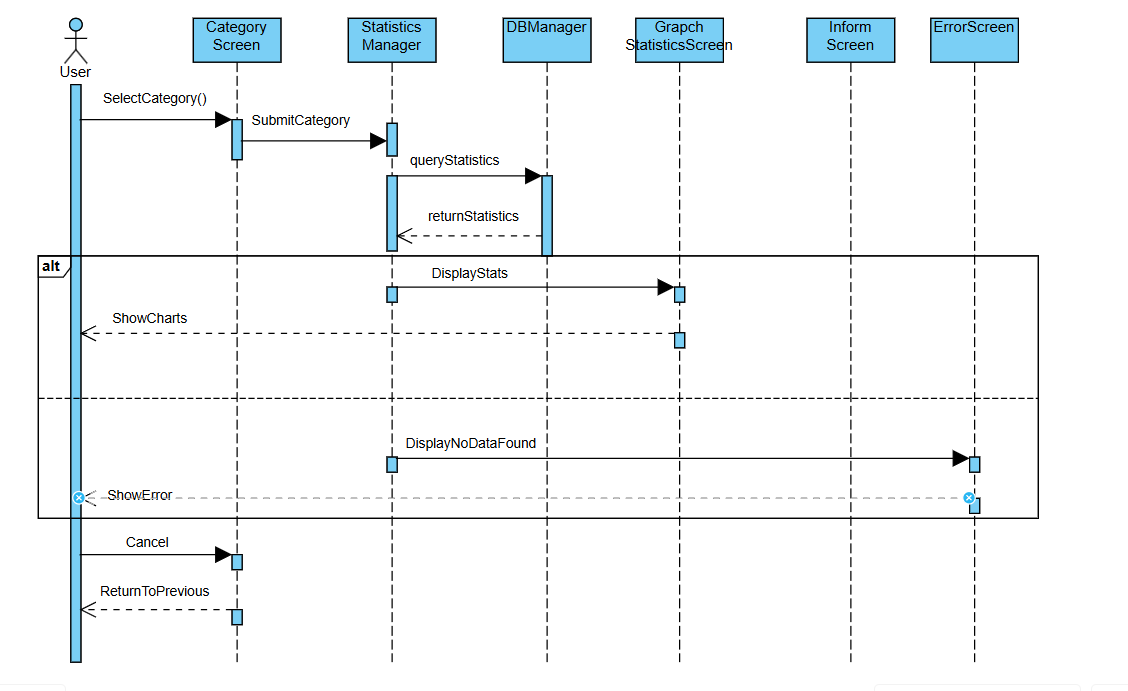 User
Category
Screen
Statistics
Manager
DBManager
Grapch
StatisticsScreen
Inform
Screen
ErrorScreen
SelectCategory()
SubmitCategory
queryStatistics
returnStatistics
alt
DisplayStats
ShowCharts
DisplayNoDataFound
ShowError
Cancel
ReturnToPrevious